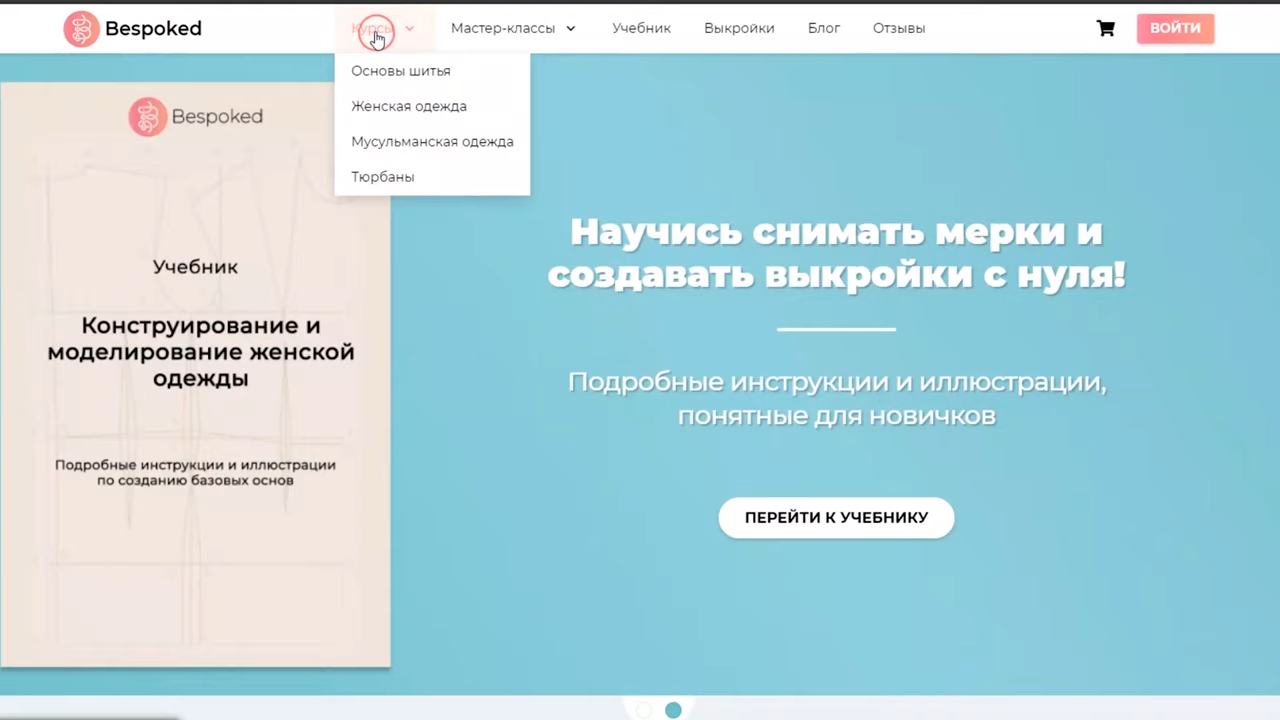 Bespoked
Курсы
Мастер-классы
Учебник
Выкройки
Блог
Отзывы
ВОЙТИ
Основы шитья
Женская одежда
Мусульманская одежда
Тюрбаны
Bespoked
Учебник
Конструирование и
моделирование женской
одежды
Подробные инструкции и иллюстрации
по созданию базовых основ
Научись снимать мерки и
создавать выкройки с нуля!
Подробные инструкции и иллюстрации,
понятные для новичков
ПЕРЕЙТИ К УЧЕБНИКУ